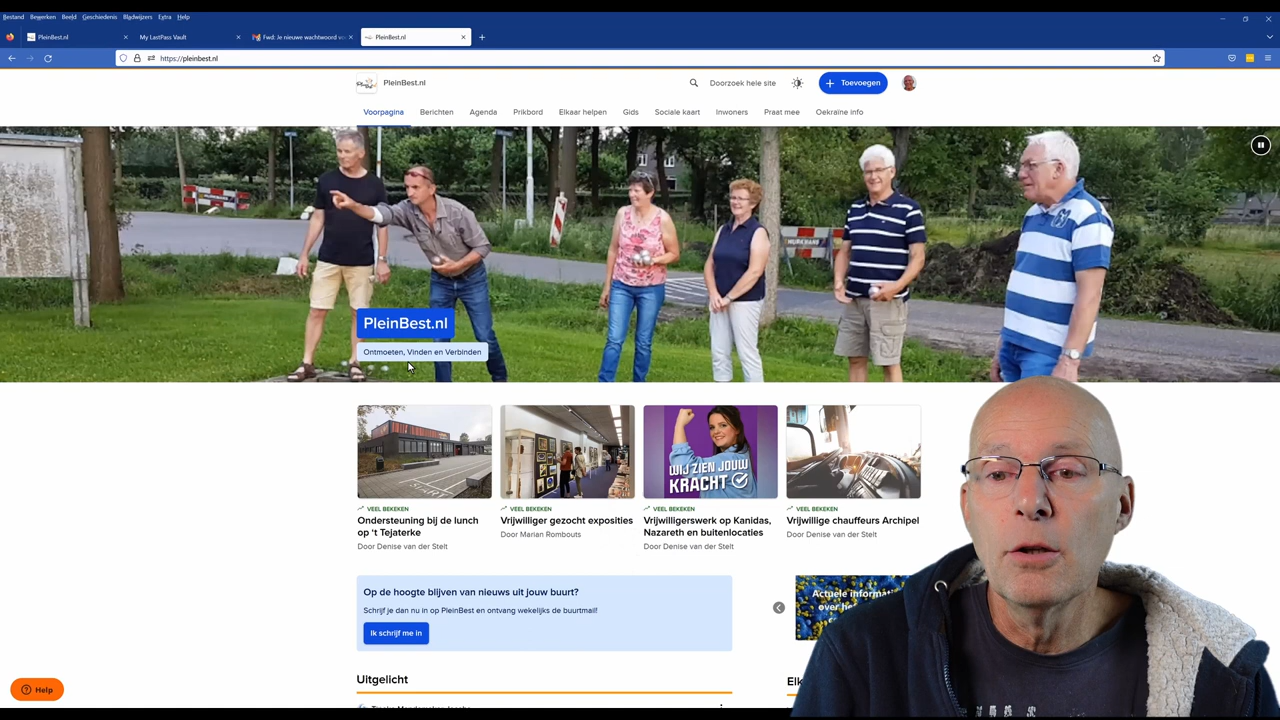 Bestand Bewerken Beeld Geschiedenis Bladwijzers Extra Help
PleinBest.nl
My LastPass Vault
Fwd: Je nieuwe wachtwoord vo
PleinBest.nl
https://pleinbest.nl
PleinBest.nl
Doorzoek hele site
Toevoegen
Voorpagina Berichten Agenda Prikbord Elkaar helpen Gids Sociale kaart Inwoners Praat mee Oekraïne info
PleinBest.nl
Ontmoeten, Vinden en Verbinden
WIJ ZIEN JOUW
KRACHT
VEEL BEKEKEN
Ondersteuning bij de lunch
op ‘t Tejaterke
Door Denise van der Stelt
VEEL BEKEKEN
Vrijwilliger gezocht exposities
Door Marian Rombouts
VEEL BEKEKEN
Vrijwilligerswerk op Kanidas,
Nazareth en buitenlocaties
Door Denise van der Stelt
VEEL BEKEKEN
Vrijwillige chauffeurs Archipel
Door Denise van der Stelt
Op de hoogte blijven van nieuws uit jouw buurt?
Schrijf je dan nu in op PleinBest en ontvang wekelijks de buurtmail!
Ik schrijf me in
Actuele informati
over he
Help
Uitgelicht
Elk